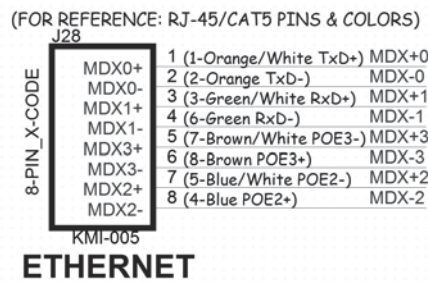 (FOR REFERENCE: RJ-45/CAT5 PINS & COLORS)
J28
8-PIN_X-CODE
MDX0+ 1 (1-Orange/White TxD+) MDX+0
MDX0- 2 (2-Orange TxD-) MDX-0
MDX1+ 3 (3-Green/White RxD+) MDX+1
MDX1- 4 (6-Green RxD-) MDX-1
MDX3+ 5 (7-Brown/White POE3-) MDX+3
MDX3- 6 (8-Brown POE3+) MDX-3
MDX2+ 7 (5-Blue/White POE2-) MDX+2
MDX2- 8 (4-Blue POE2+) MDX-2
KMI-005
ETHERNET